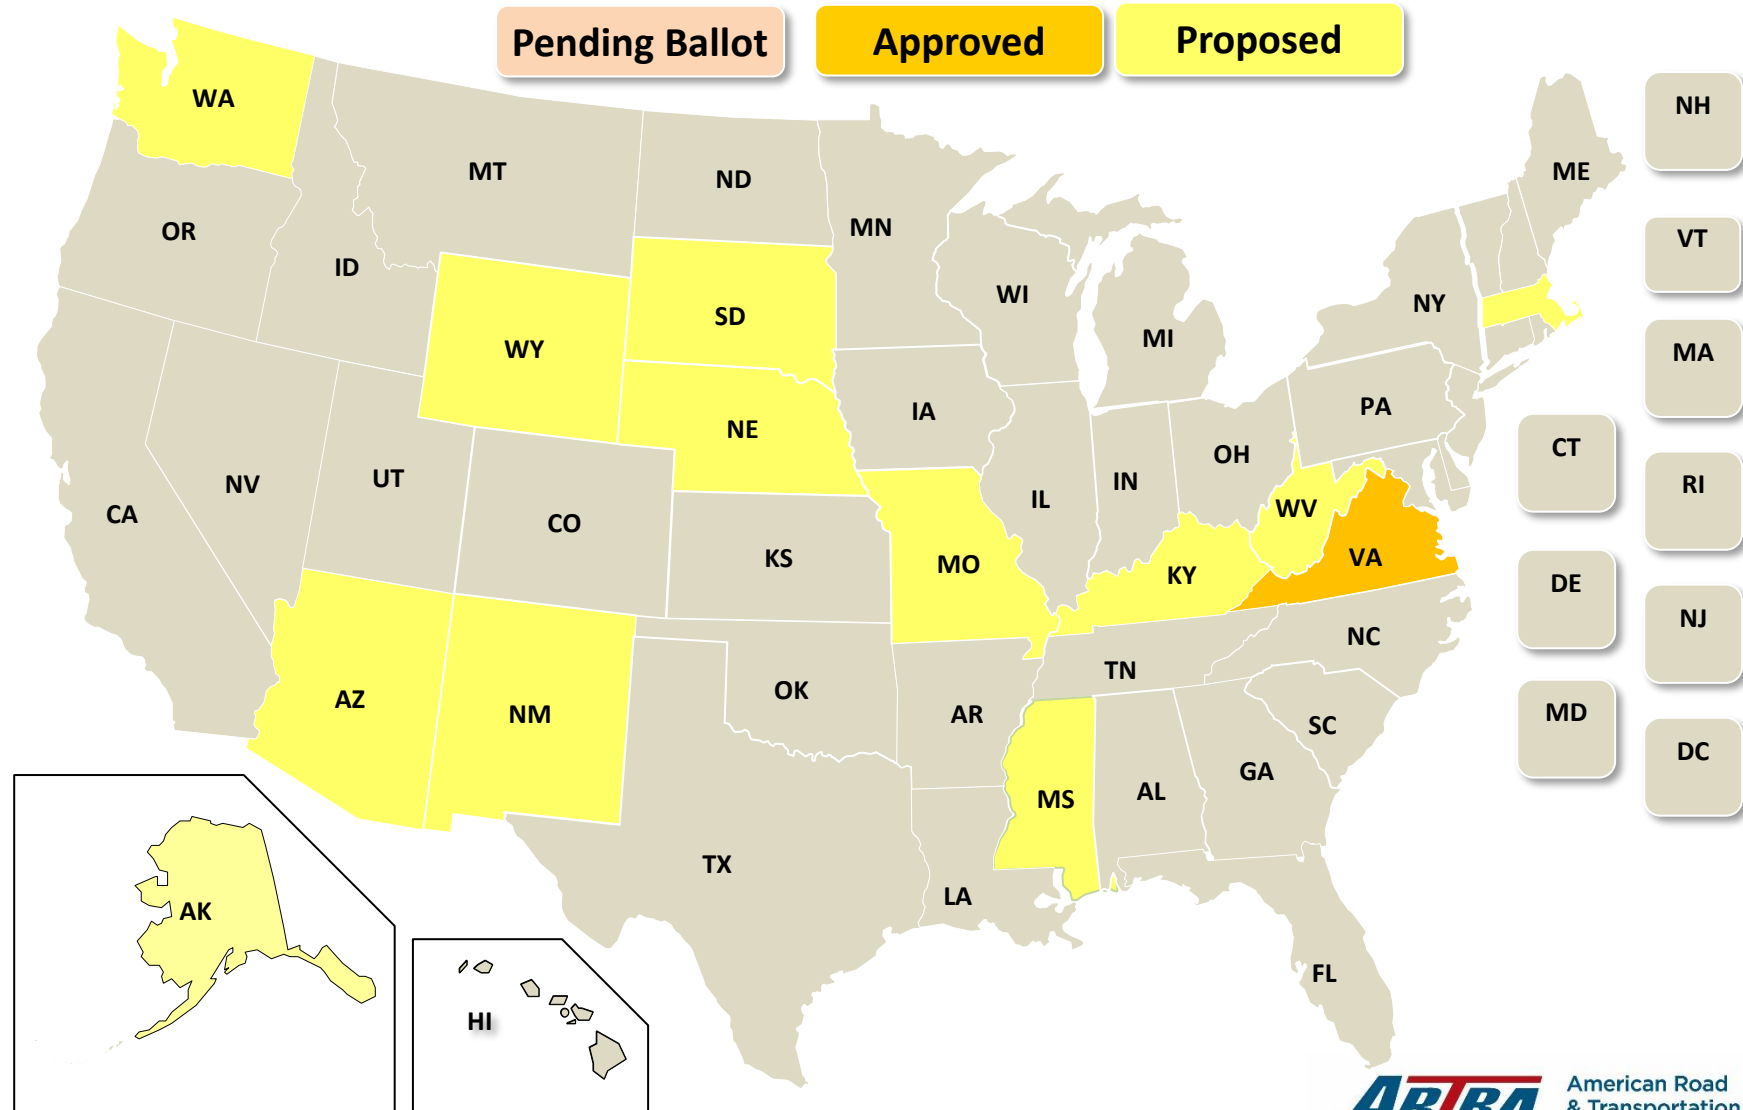 Pending Ballot
Approved
Proposed
WA
NH
MT
ND
ME
MN
OR
VT
ID
WI
NY
SD
MI
WY
MA
PA
IA
NE
CT
OH
UT
NV
IN
RI
IL
WV
CA
CO
KS
VA
MO
KY
DE
NJ
NC
TN
OK
AZ
MD
NM
AR
SC
DC
GA
AL
MS
TX
LA
AK
FL
HI
ARTBA
American Road
& Transportation